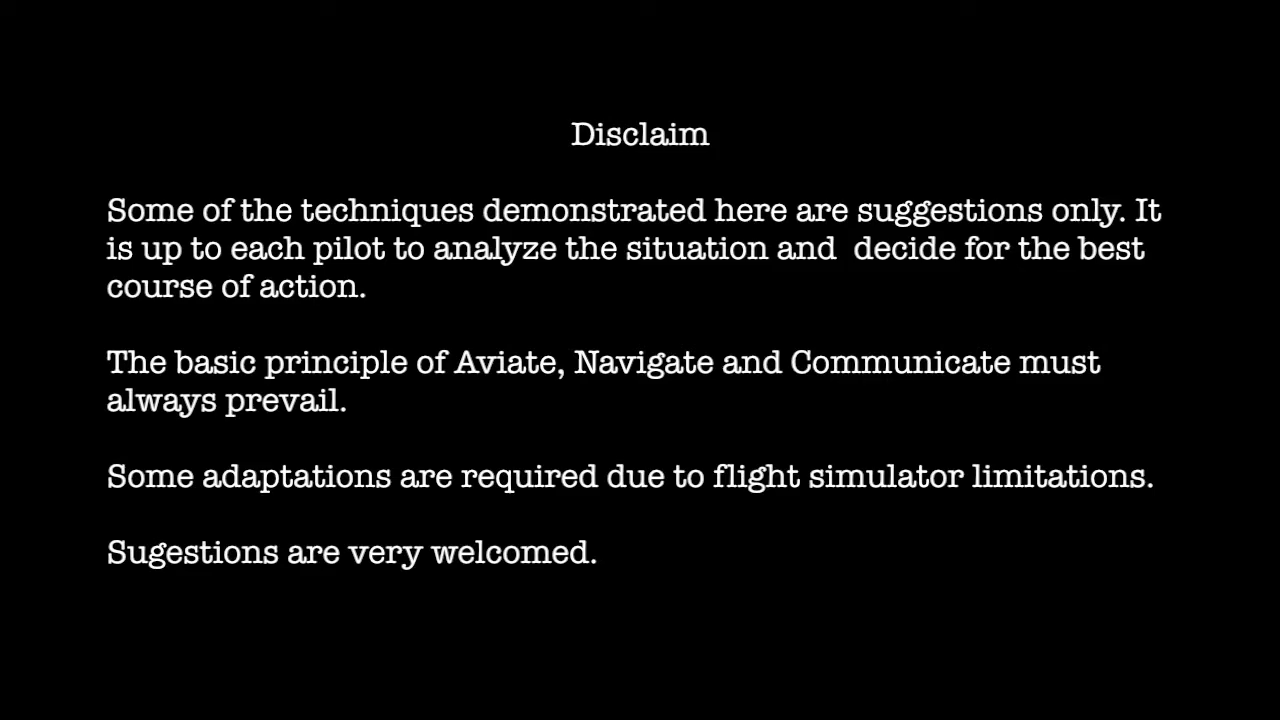 Disclaim
Some of the techniques demonstrated here are suggestions only. It
is up to each pilot to analyze the situation and  decide for the best
course of action.
The basic principle of Aviate, Navigate and Communicate must
always prevail.
Some adaptations are required due to flight simulator limitations.
Sugestions are very welcomed.